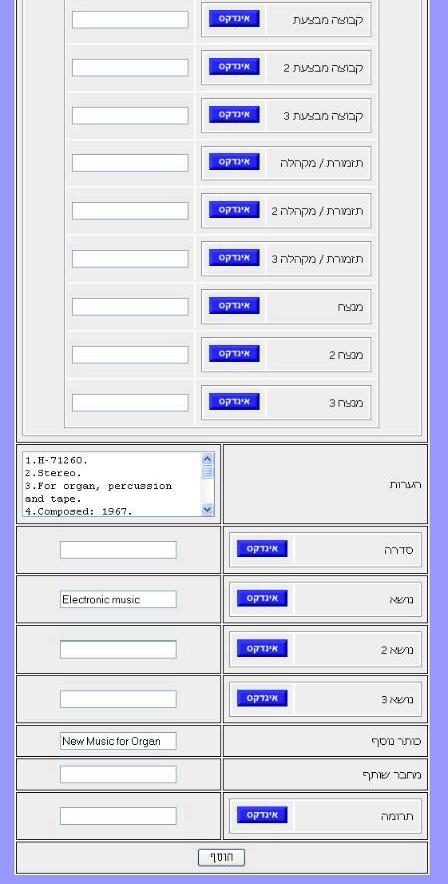 קבוצה מבצעת אינדקס
קבוצה מבצעת 2 אינדקס
קבוצה מבצעת 3 אינדקס
תזמורת / מקהלה אינדקס
תזמורת / מקהלה 2 אינדקס
תזמורת / מקהלה 3 אינדקס
מנצח אינדקס
מנצח 2 אינדקס
מנצח 3 אינדקס
הערות
1.H-71260.
2.Stereo.
3.For organ, percussion
and tape.
4.Composed: 1967.
סדרה אינדקס
נושא אינדקס Electronic music
נושא 2 אינדקס
נושא 3 אינדקס
כותר נוסף New Music for Organ
מחבר שותף
תרומה אינדקס
הוסף